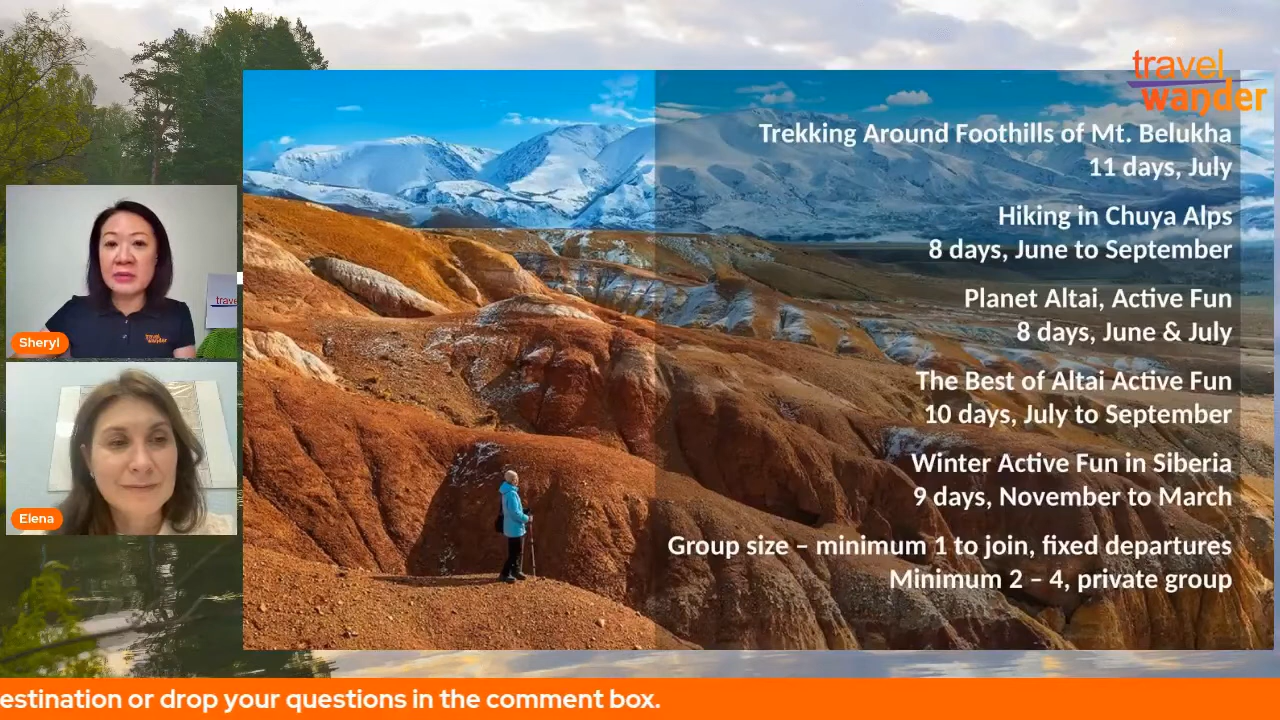 travel
wander
Trekking Around Foothills of Mt. Belukha
11 days, July
Hiking in Chuya Alps
8 days, June to September
Planet Altai, Active Fun
8 days, June & July
The Best of Altai Active Fun
10 days, July to September
Winter Active Fun in Siberia
9 days, November to March
Group size – minimum 1 to join, fixed departures
Minimum 2 – 4, private group
trave
travel
wander
Sheryl
Elena
estination or drop your questions in the comment box.